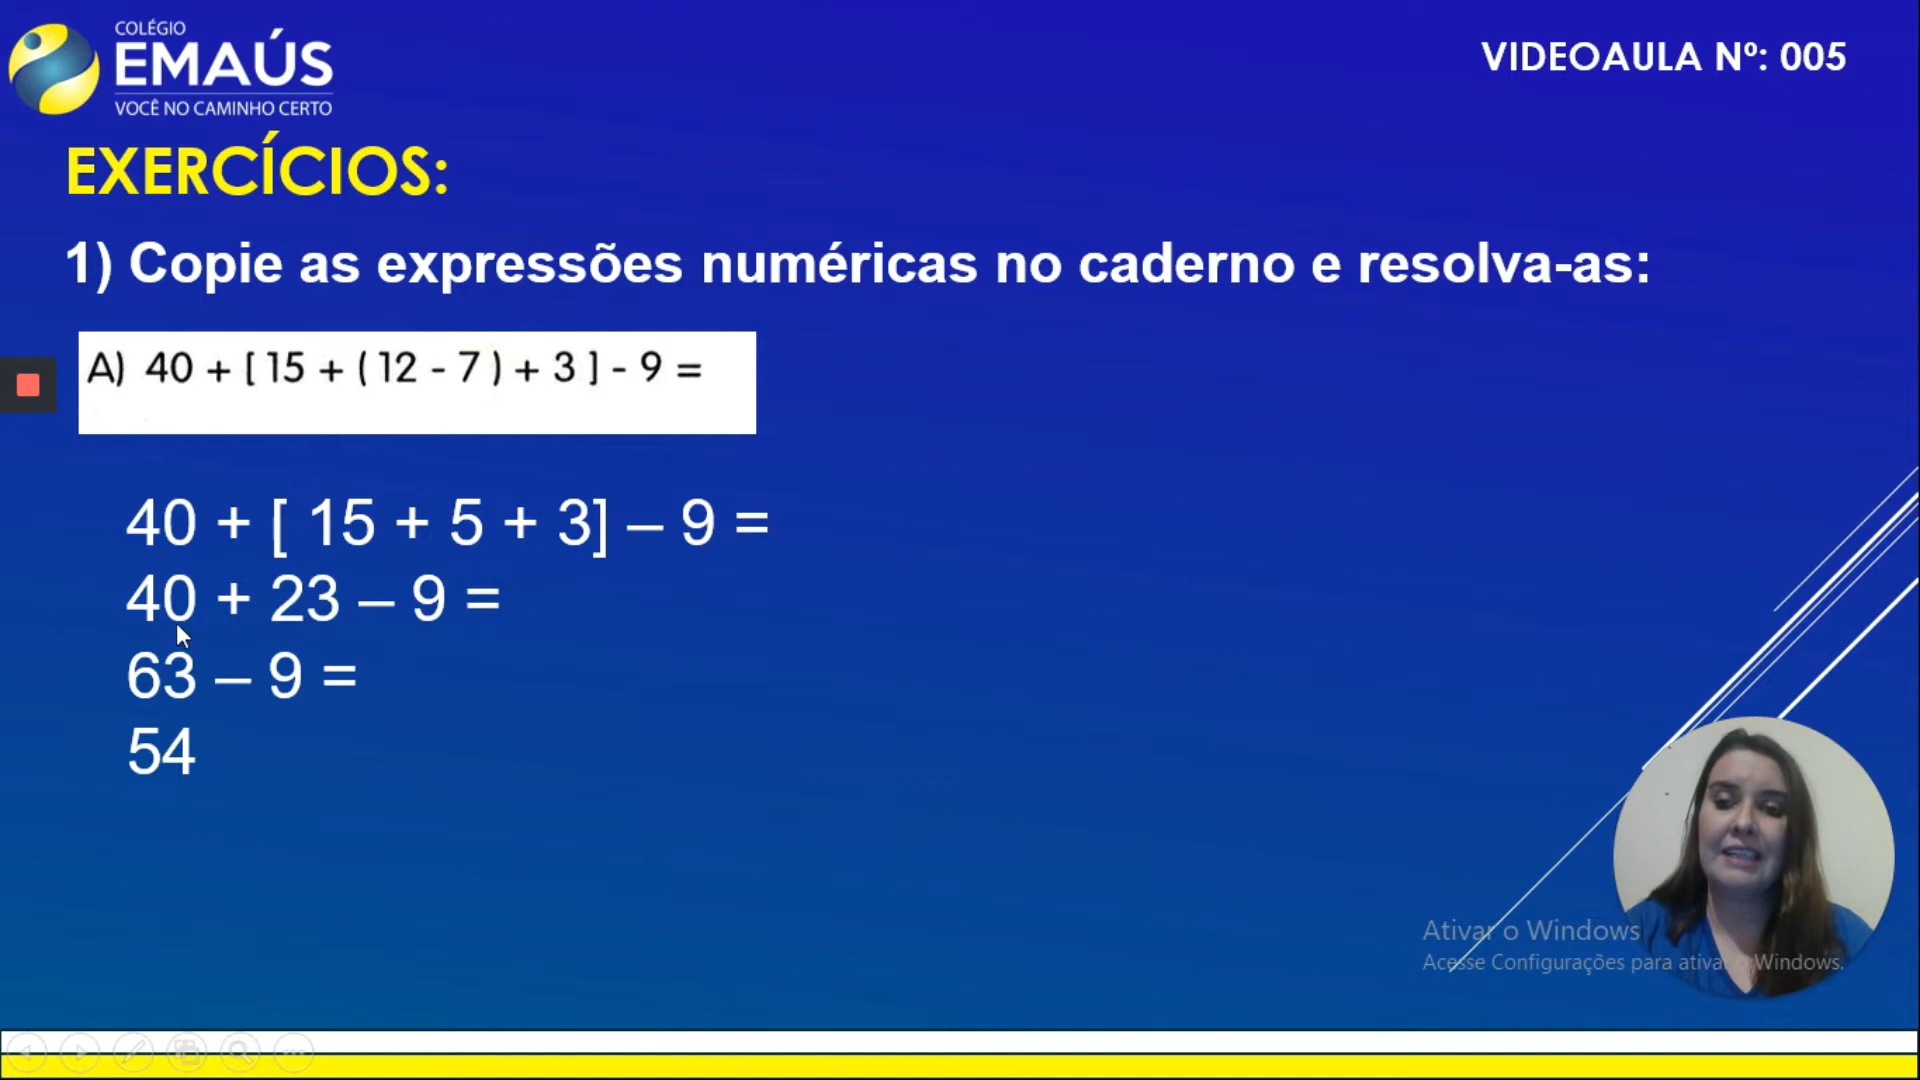 COLÉGIO
EMAÚS
VOCÊ NO CAMINHO CERTO
VIDEOAULA Nº: 005
EXERCÍCIOS:
1) Copie as expressões numéricas no caderno e resolva-as:
A) 40 + [ 15 + ( 12 - 7 ) + 3 ] - 9 =
40 + [ 15 + 5 + 3] – 9 =
40 + 23 – 9 =
63 – 9 =
54
Ativar o Windows
Acesse Configurações para ativar o Windows.